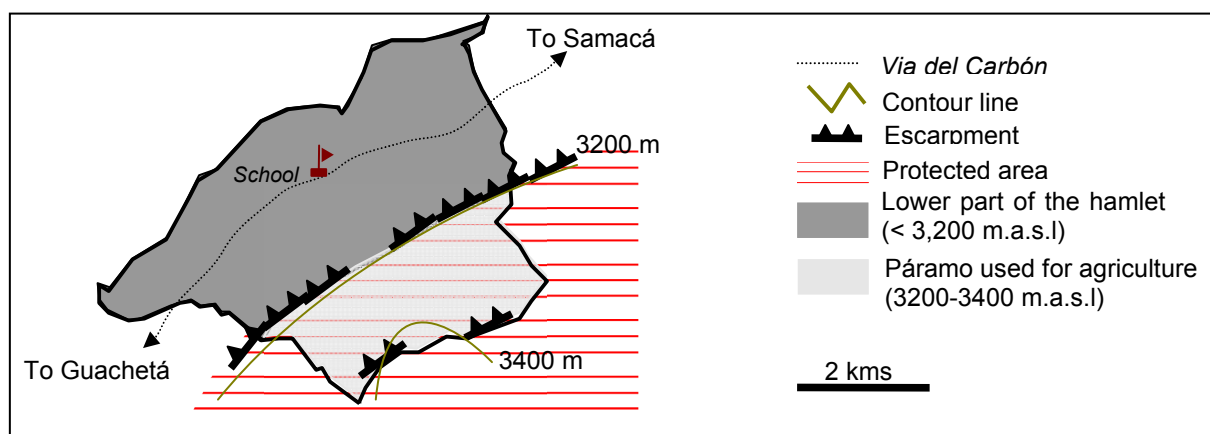 To Samacá
School
3200 m
3400 m
To Guachetá
Via del Carbón
Contour line
Escarpment
Protected area
Lower part of the hamlet
(< 3,200 m.a.s.l)
Páramo used for agriculture
(3200-3400 m.a.s.l)
2 kms